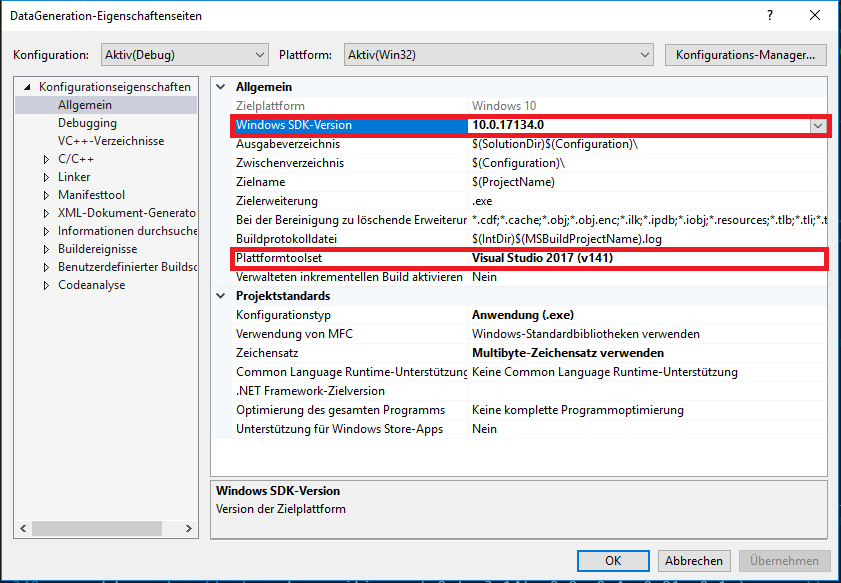 DataGeneration-Eigenschaftenseiten
Konfiguration: Aktiv(Debug) Plattform: Aktiv(Win32) Konfigurations-Manager...
Konfigurationseigenschaften
Allgemein
Debugging
VC++-Verzeichnisse
C/C++
Linker
Manifesttool
XML-Dokument-Generato
Informationen durchsuche
Buildereignisse
Benutzerdefinierter Buildsc
Codeanalyse
Allgemein
Zielplattform Windows 10
Windows SDK-Version 10.0.17134.0
Ausgabeverzeichnis $(SolutionDir)$(Configuration)\
Zwischenverzeichnis $(Configuration)\
Zielname $(ProjectName)
Zielerweiterung .exe
Bei der Bereinigung zu löschende Erweiterur *.cdf;*.cache;*.obj;*.obj.enc;*.ilk;*.ipdb;*.iobj;*.resources;*.tlb;*.tli;*.t
Buildprotokolldatei $(IntDir)$(MSBuildProjectName).log
Plattformtoolset Visual Studio 2017 (v141)
Verwalteten inkrementellen Build aktivieren Nein
Projektstandards
Konfigurationstyp Anwendung (.exe)
Verwendung von MFC Windows-Standardbibliotheken verwenden
Zeichensatz Multibyte-Zeichensatz verwenden
Common Language Runtime-Unterstützung Keine Common Language Runtime-Unterstützung
.NET Framework-Zielversion
Optimierung des gesamten Programms Keine komplette Programmoptimierung
Unterstützung für Windows Store-Apps Nein
Windows SDK-Version
Version der Zielplattform
OK Abbrechen Übernehmen